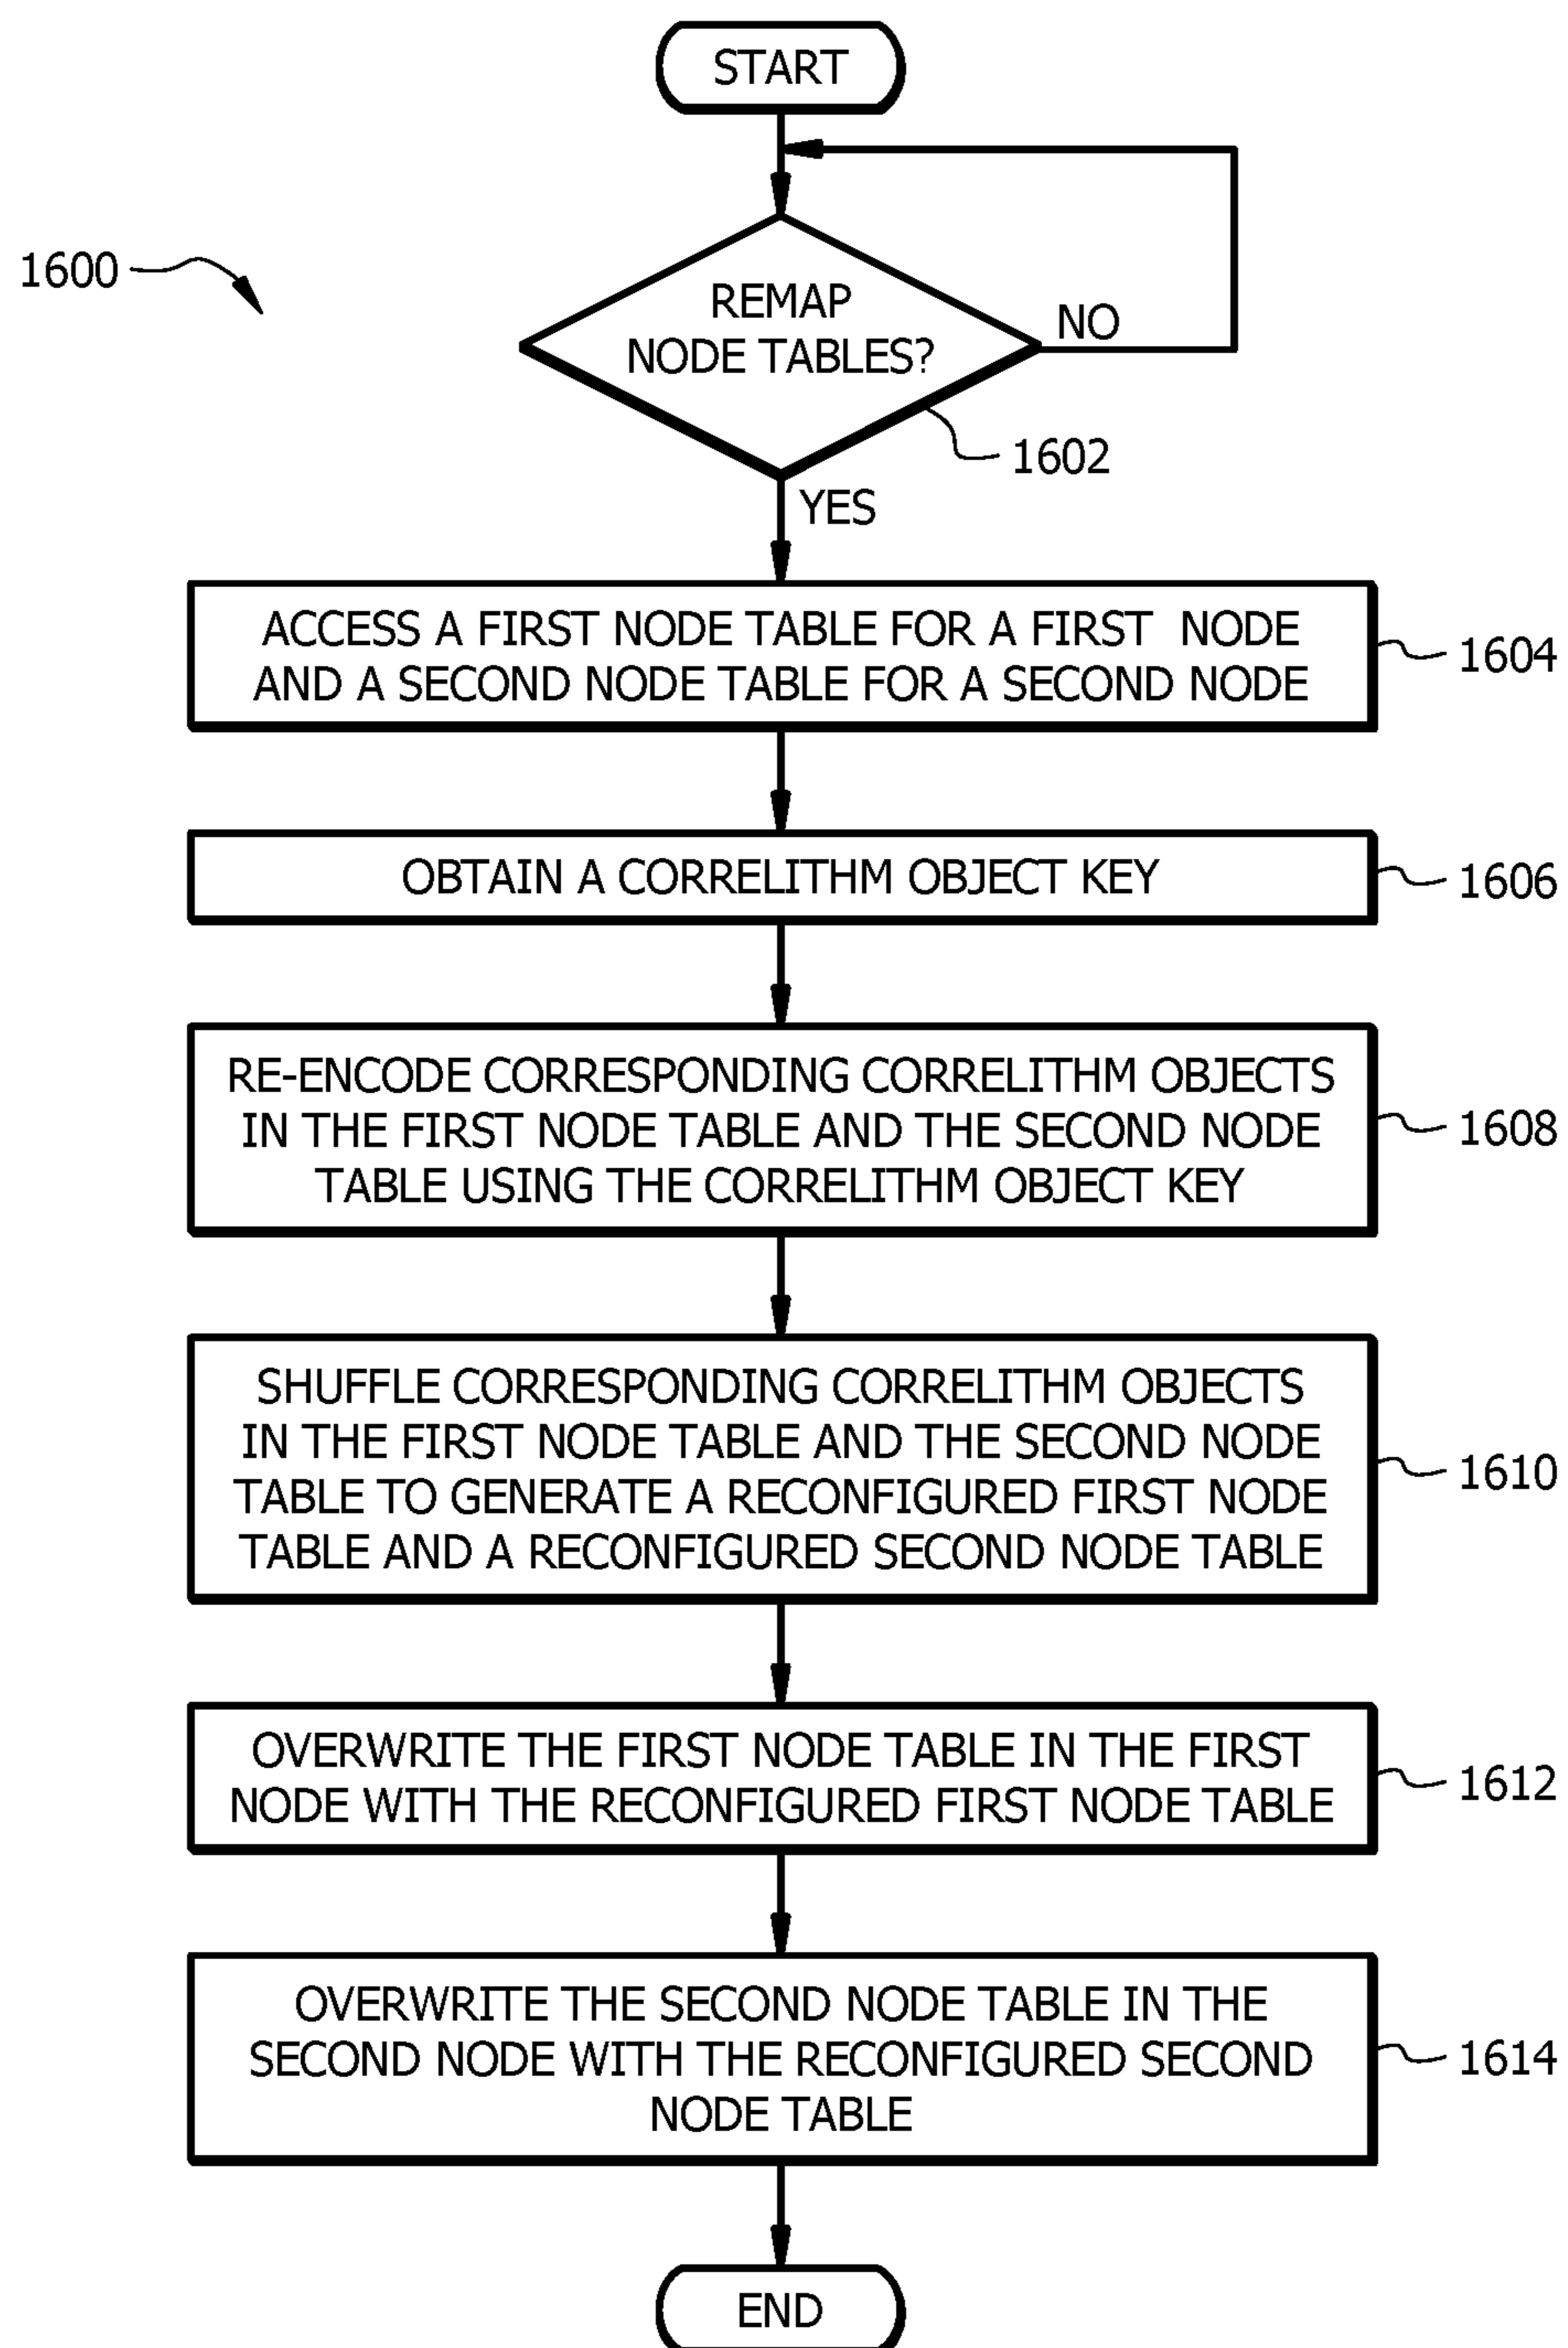 START
1600
REMAP
NODE TABLES?
NO
1602
YES
ACCESS A FIRST NODE TABLE FOR A FIRST NODE
AND A SECOND NODE TABLE FOR A SECOND NODE
1604
OBTAIN A CORRELITHM OBJECT KEY
1606
RE-ENCODE CORRESPONDING CORRELITHM OBJECTS
IN THE FIRST NODE TABLE AND THE SECOND NODE
TABLE USING THE CORRELITHM OBJECT KEY
1608
SHUFFLE CORRESPONDING CORRELITHM OBJECTS
IN THE FIRST NODE TABLE AND THE SECOND NODE
TABLE TO GENERATE A RECONFIGURED FIRST NODE
TABLE AND A RECONFIGURED SECOND NODE TABLE
1610
OVERWRITE THE FIRST NODE TABLE IN THE FIRST
NODE WITH THE RECONFIGURED FIRST NODE TABLE
1612
OVERWRITE THE SECOND NODE TABLE IN THE
SECOND NODE WITH THE RECONFIGURED SECOND
NODE TABLE
1614
END